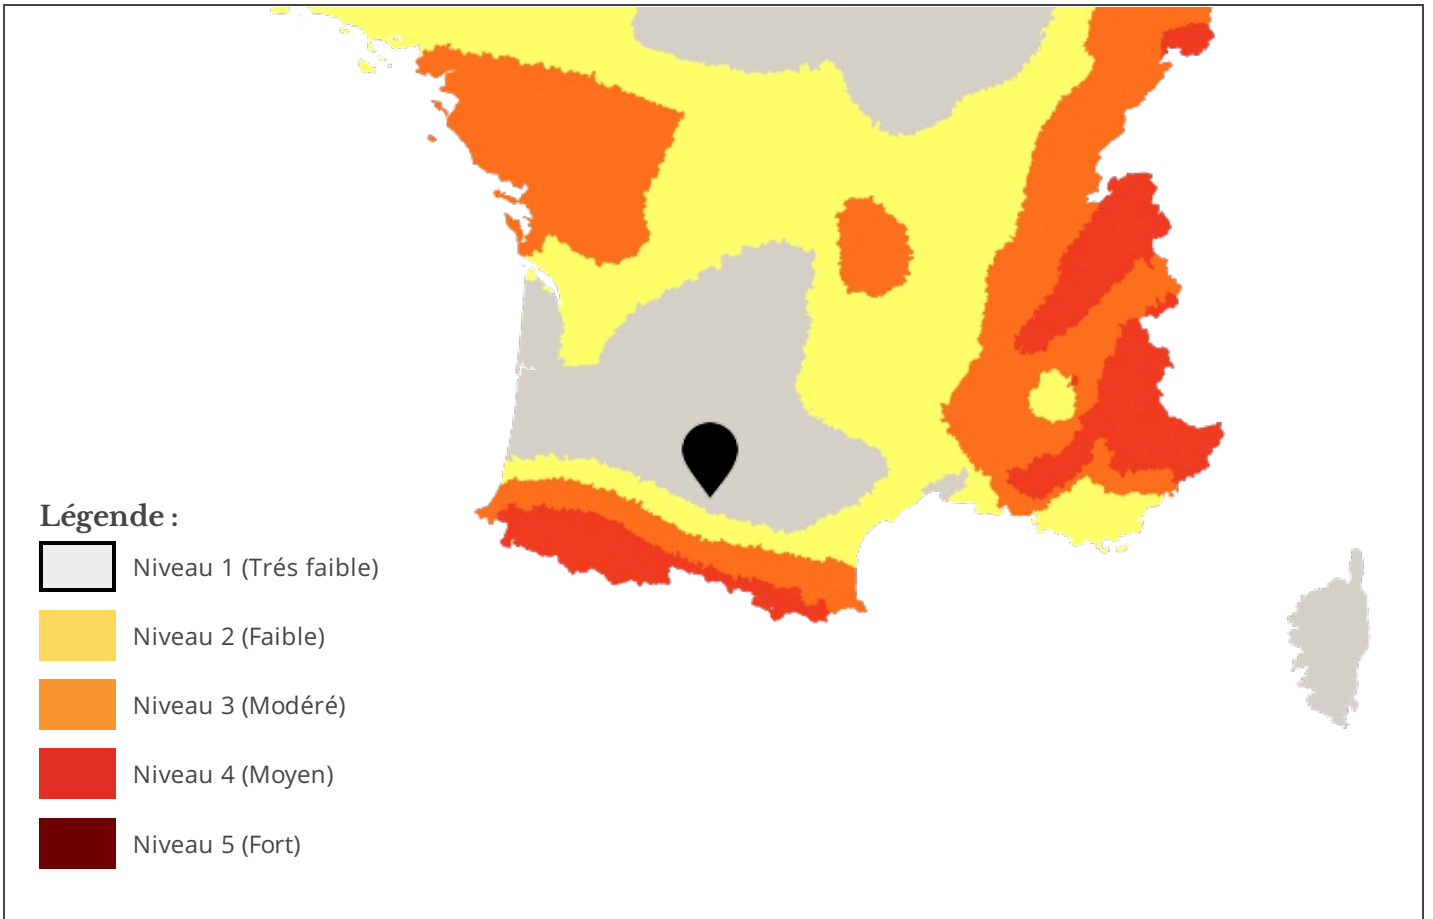 Légende :
Niveau 1 (Trés faible)
Niveau 2 (Faible)
Niveau 3 (Modéré)
Niveau 4 (Moyen)
Niveau 5 (Fort)